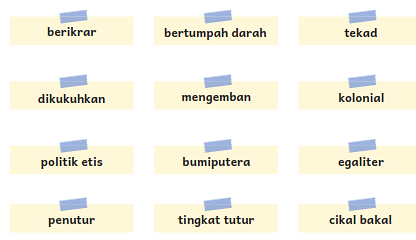 berikrar
bertumpah darah
tekad
dikukuhkan
mengemban
kolonial
politik etis
bumiputera
egaliter
penutur
tingkat tutur
cikal bakal